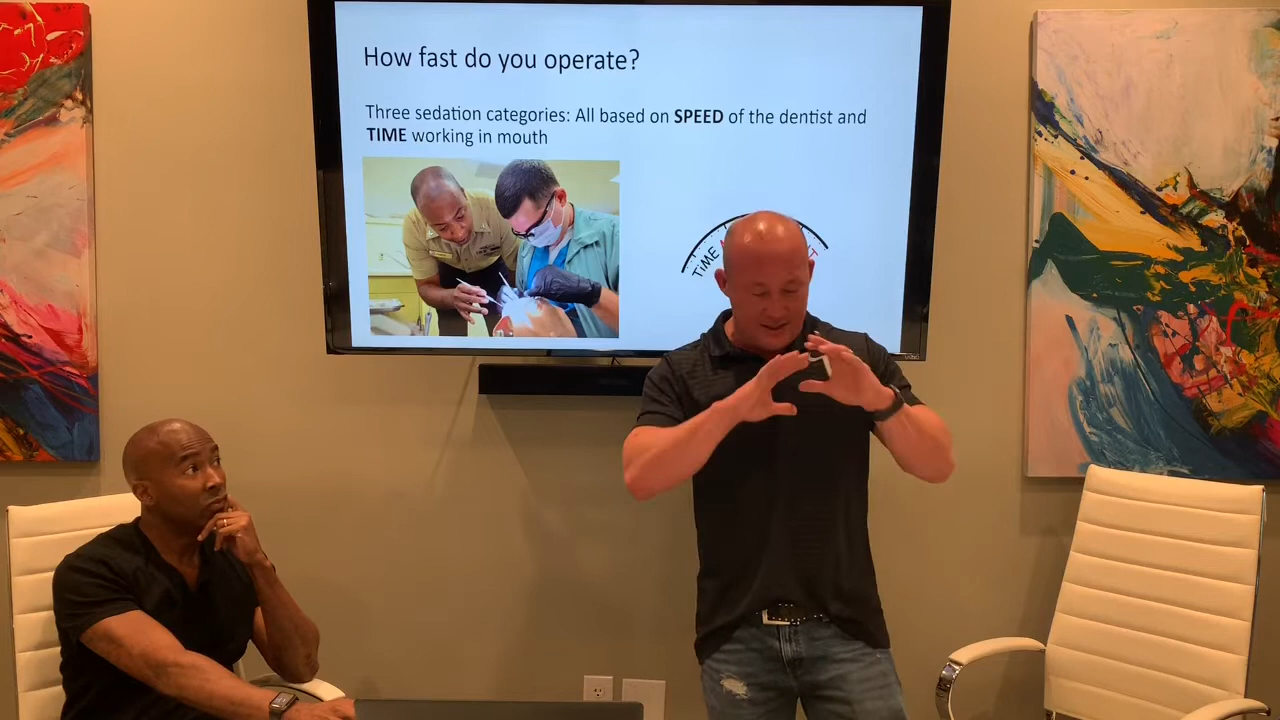 How fast do you operate?
Three sedation categories: All based on SPEED of the dentist and
TIME working in mouth
TiME
VIZIO